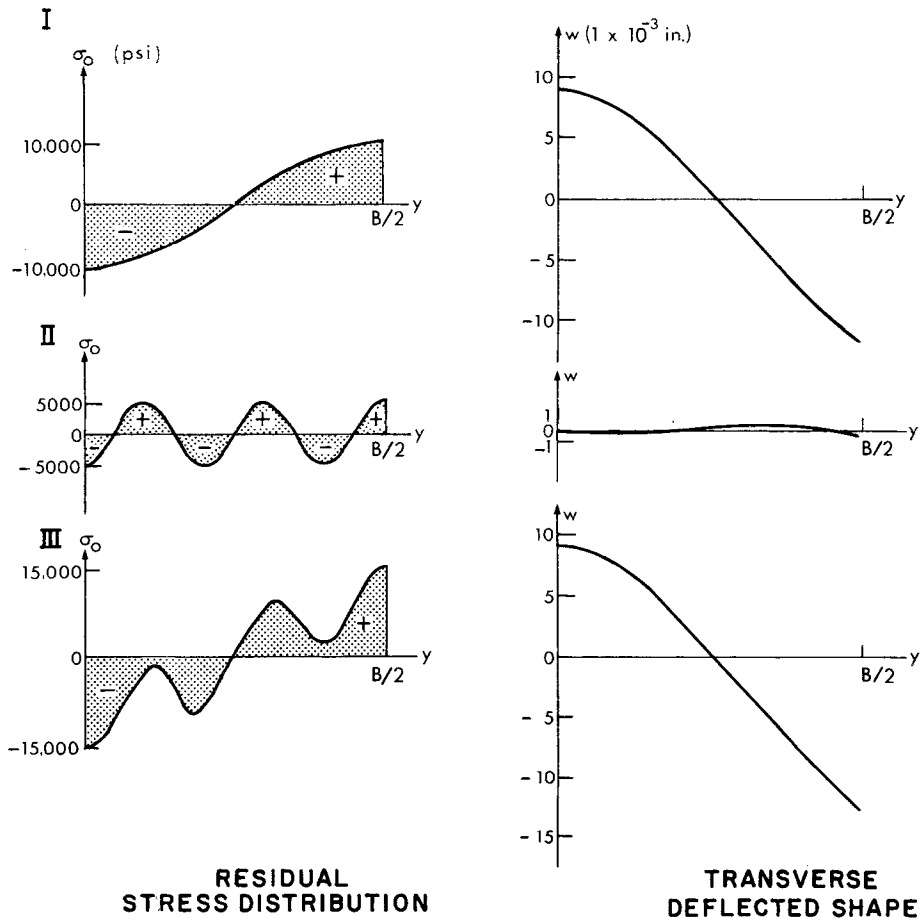 I
σo (psi)
10,000
0
-10,000
y
B/2
-
+
w (1 x 10-3 in.)
10
5
0
-5
-10
y
B/2
II
σo
5000
0
-5000
y
B/2
-
+
-
+
-
+
w
1
0
-1
y
B/2
III
σo
15,000
0
-15,000
y
B/2
-
+
w
10
5
0
- 5
- 10
- 15
y
B/2
RESIDUAL
STRESS DISTRIBUTION
TRANSVERSE
DEFLECTED SHAPE